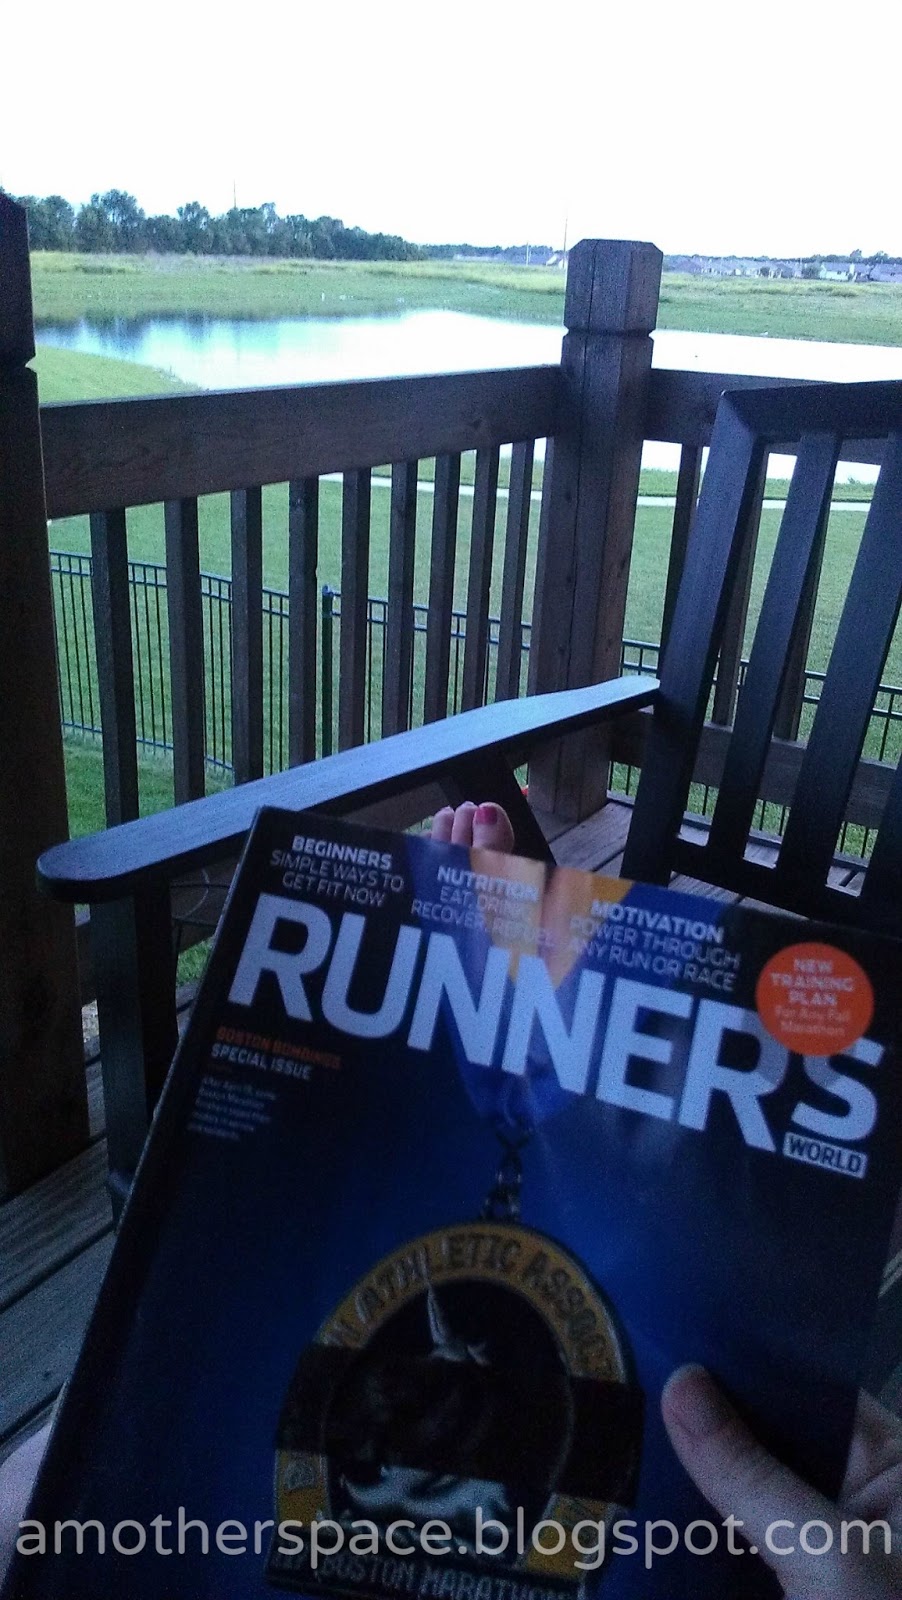 BEGINNERS
SIMPLE WAYS TO
GET FIT NOW
NUTRITION
EAT, DRINK,
RECOVER, REFUEL
MOTIVATION
POWER THROUGH
ANY RUN OR RACE
NEW
TRAINING
PLAN
For Any Fall
Marathon
RUNNER'S
WORLD
BOSTON BOMBINGS
SPECIAL ISSUE
ATHLETIC ASSOC
BOSTON MARATHON
amotherspace.blogspot.com